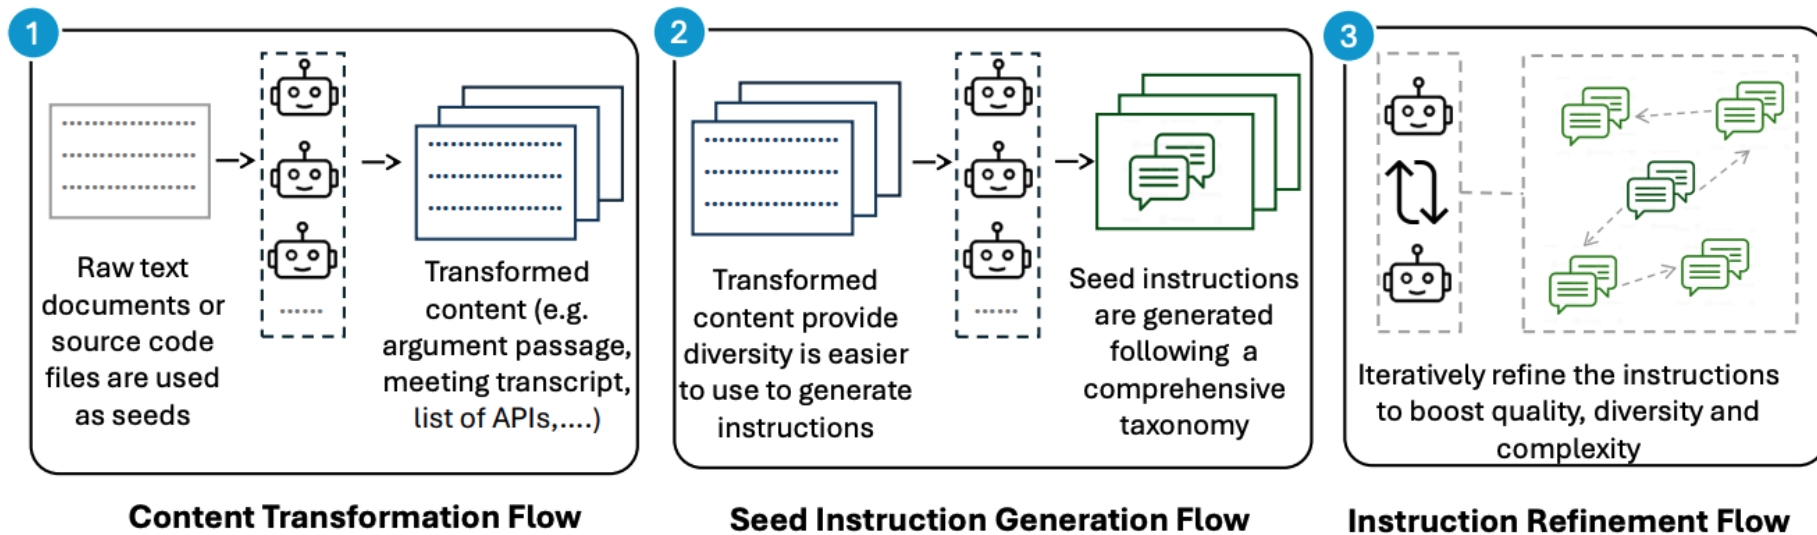 1
Raw text
documents or
source code
files are used
as seeds
Transformed
content (e.g.
argument passage,
meeting transcript,
list of APIs,....)
Content Transformation Flow
2
Transformed
content provide
diversity is easier
to use to generate
instructions
Seed instructions
are generated
following a
comprehensive
taxonomy
Seed Instruction Generation Flow
3
Iteratively refine the instructions
to boost quality, diversity and
complexity
Instruction Refinement Flow